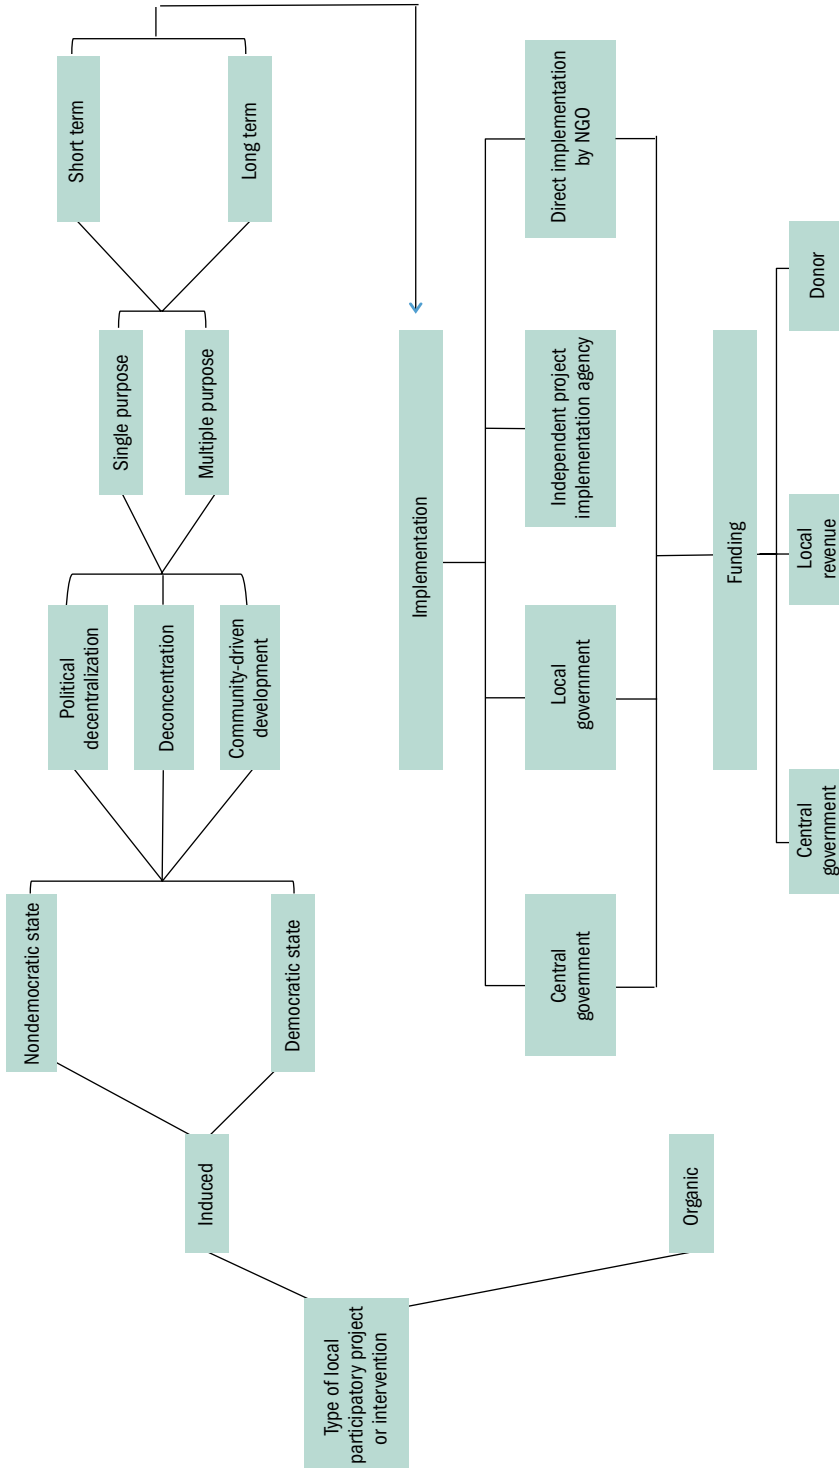 Type of local
participatory project
or intervention
Induced
Organic
Nondemocratic state
Democratic state
Political
decentralization
Deconcentration
Community-driven
development
Single purpose
Multiple purpose
Short term
Long term
Implementation
Central
government
Local
government
Independent project
implementation agency
Direct implementation
by NGO
Funding
Central
government
Local
revenue
Donor